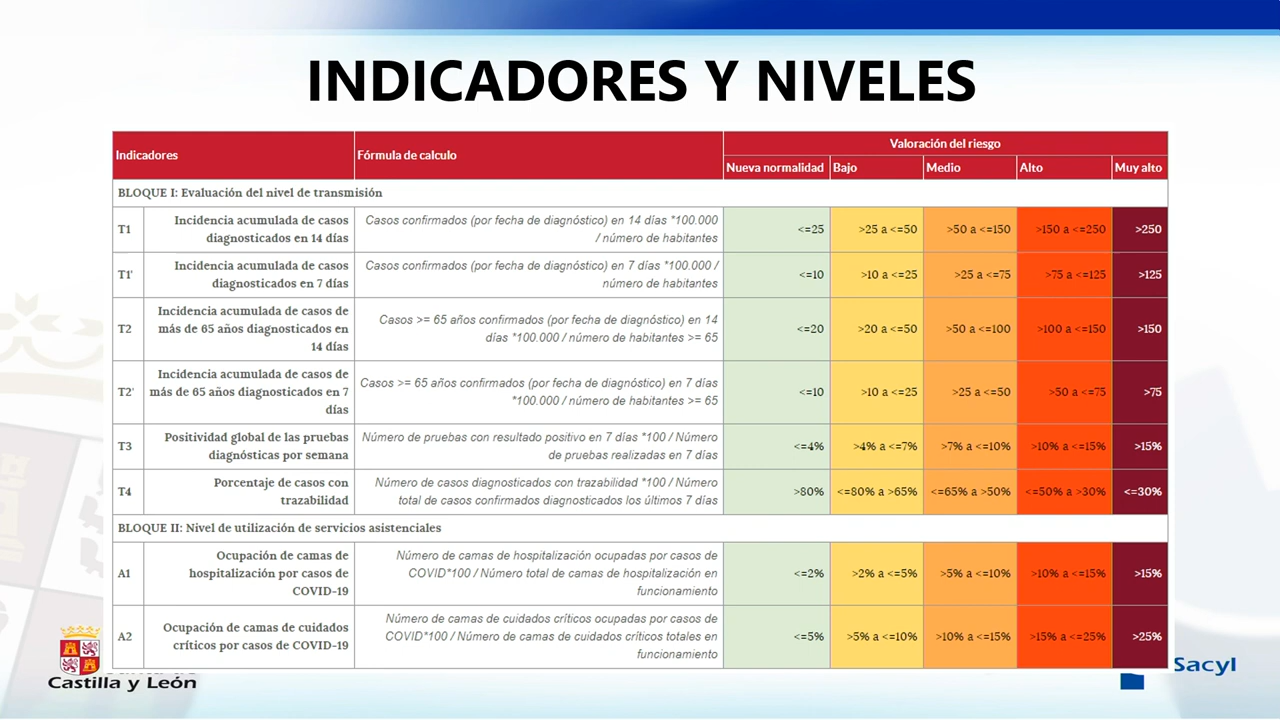 INDICADORES Y NIVELES
Indicadores
Fórmula de calculo
Valoración del riesgo
Nueva normalidad
Bajo
Medio
Alto
Muy alto
BLOQUE I: Evaluación del nivel de transmisión
T1
Incidencia acumulada de casos
diagnosticados en 14 días
Casos confirmados (por fecha de diagnóstico) en 14 días *100.000
/ número de habitantes
<=25
>25 a <=50
>50 a <=150
>150 a <=250
>250
T1'
Incidencia acumulada de casos
diagnosticados en 7 días
Casos confirmados (por fecha de diagnóstico) en 7 días *100.000 /
número de habitantes
<=10
>10 a <=25
>25 a <=75
>75 a <=125
>125
T2
Incidencia acumulada de casos de
más de 65 años diagnosticados en
14 días
Casos >= 65 años confirmados (por fecha de diagnóstico) en 14
días *100.000 / número de habitantes >= 65
<=20
>20 a <=50
>50 a <=100
>100 a <=150
>150
T2'
Incidencia acumulada de casos de
más de 65 años diagnosticados en 7
días
Casos >= 65 años confirmados (por fecha de diagnóstico) en 7 días
*100.000 / número de habitantes >= 65
<=10
>10 a <=25
>25 a <=50
>50 a <=75
>75
T3
Positividad global de las pruebas
diagnósticas por semana
Número de pruebas con resultado positivo en 7 días *100 / Número
de pruebas realizadas en 7 días
<=4%
>4% a <=7%
>7% a <=10%
>10% a <=15%
>15%
T4
Porcentaje de casos con
trazabilidad
Número de casos diagnosticados con trazabilidad *100 / Número
total de casos confirmados diagnosticados los últimos 7 días
>80%
<=80% a >65%
<=65% a >50%
<=50% a >30%
<=30%
BLOQUE II: Nivel de utilización de servicios asistenciales
A1
Ocupación de camas de
hospitalización por casos de
COVID-19
Número de camas de hospitalización ocupadas por casos de
COVID*100 / Número total de camas de hospitalización en
funcionamiento
<=2%
>2% a <=5%
>5% a <=10%
>10% a <=15%
>15%
A2
Ocupación de camas de cuidados
críticos por casos de COVID-19
Número de camas de cuidados críticos ocupadas por casos de
COVID*100 / Número de camas de cuidados críticos totales en
funcionamiento
<=5%
>5% a <=10%
>10% a <=15%
>15% a <=25%
>25%
Castilla y León
Sacyl